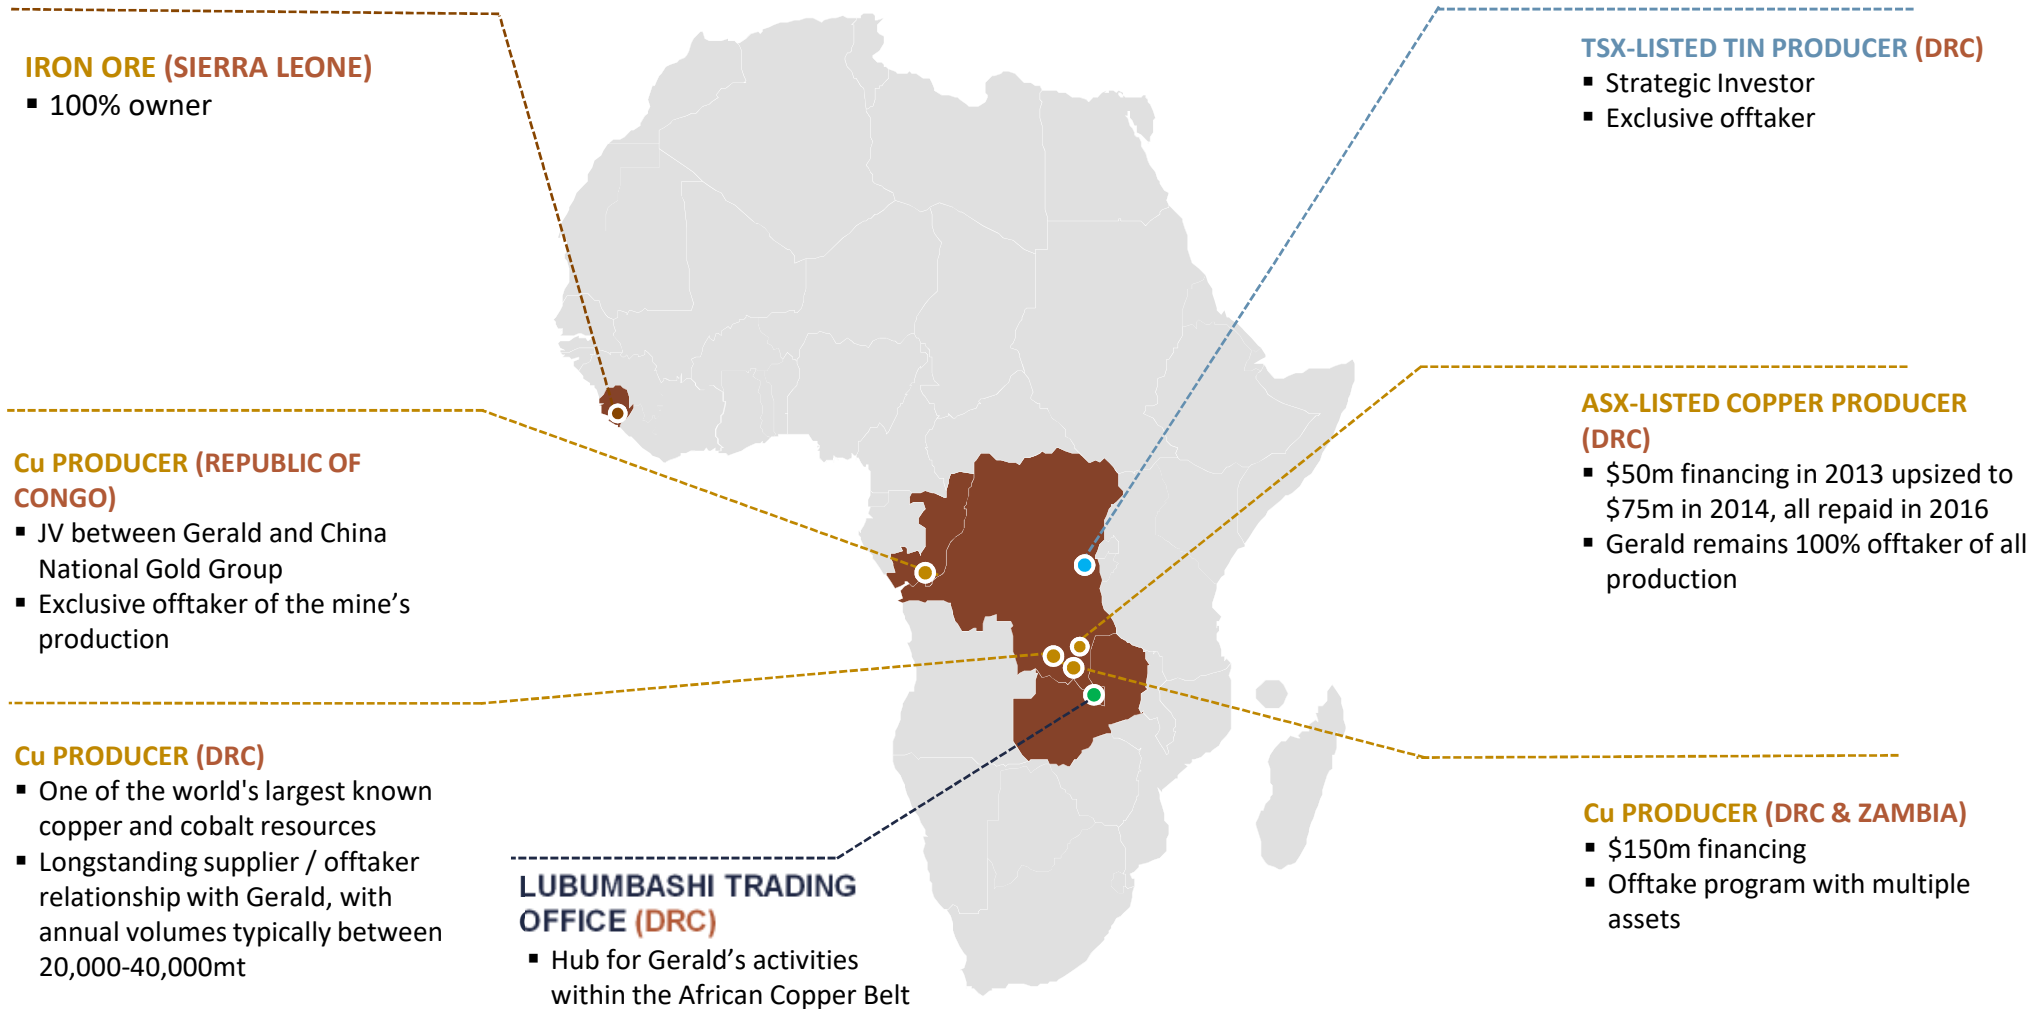 IRON ORE (SIERRA LEONE)
▪ 100% owner
Cu PRODUCER (REPUBLIC OF
CONGO)
▪ JV between Gerald and China
National Gold Group
▪ Exclusive offtaker of the mine’s
production
Cu PRODUCER (DRC)
▪ One of the world's largest known
copper and cobalt resources
▪ Longstanding supplier / offtaker
relationship with Gerald, with
annual volumes typically between
20,000-40,000mt
LUBUMBASHI TRADING
OFFICE (DRC)
▪ Hub for Gerald’s activities
within the African Copper Belt
TSX-LISTED TIN PRODUCER (DRC)
▪ Strategic Investor
▪ Exclusive offtaker
ASX-LISTED COPPER PRODUCER
(DRC)
▪ $50m financing in 2013 upsized to
$75m in 2014, all repaid in 2016
▪ Gerald remains 100% offtaker of all
production
Cu PRODUCER (DRC & ZAMBIA)
▪ $150m financing
▪ Offtake program with multiple
assets